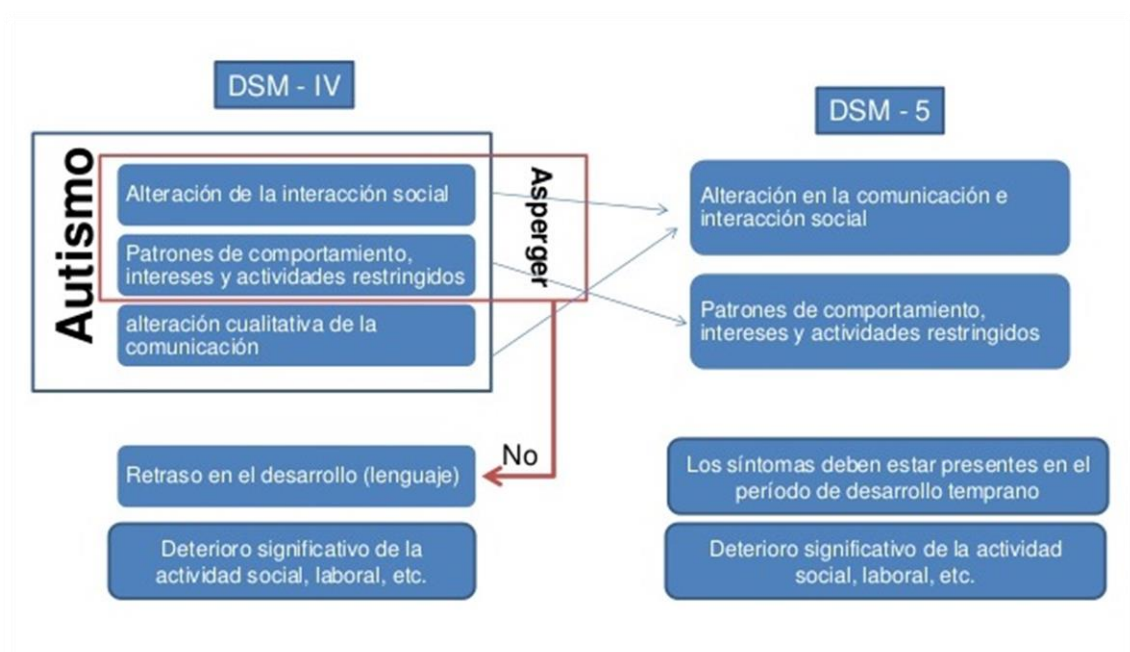 DSM - IV
Autismo
Asperger
Alteración de la interacción social
Patrones de comportamiento,
intereses y actividades restringidos
alteración cualitativa de la
comunicación
No
Retraso en el desarrollo (lenguaje)
Deterioro significativo de la
actividad social, laboral, etc.
DSM - 5
Alteración en la comunicación e
interacción social
Patrones de comportamiento,
intereses y actividades restringidos
Los síntomas deben estar presentes en el
período de desarrollo temprano
Deterioro significativo de la actividad
social, laboral, etc.